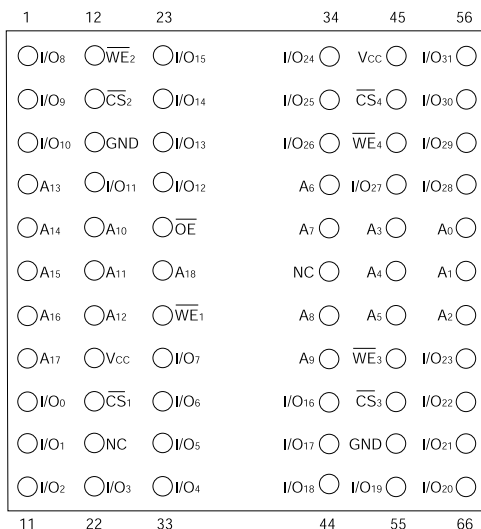 1 12 23 34 45 56
I/O8 WE2 I/O15 I/O24 VCC I/O31
I/O9 CS2 I/O14 I/O25 CS4 I/O30
I/O10 GND I/O13 I/O26 WE4 I/O29
A13 I/O11 I/O12 A6 I/O27 I/O28
A14 A10 OE A7 A3 A0
A15 A11 A18 NC A4 A1
A16 A12 WE1 A8 A5 A2
A17 VCC I/O7 A9 WE3 I/O23
I/O0 CS1 I/O6 I/O16 CS3 I/O22
I/O1 NC I/O5 I/O17 GND I/O21
I/O2 I/O3 I/O4 I/O18 I/O19 I/O20
11 22 33 44 55 66